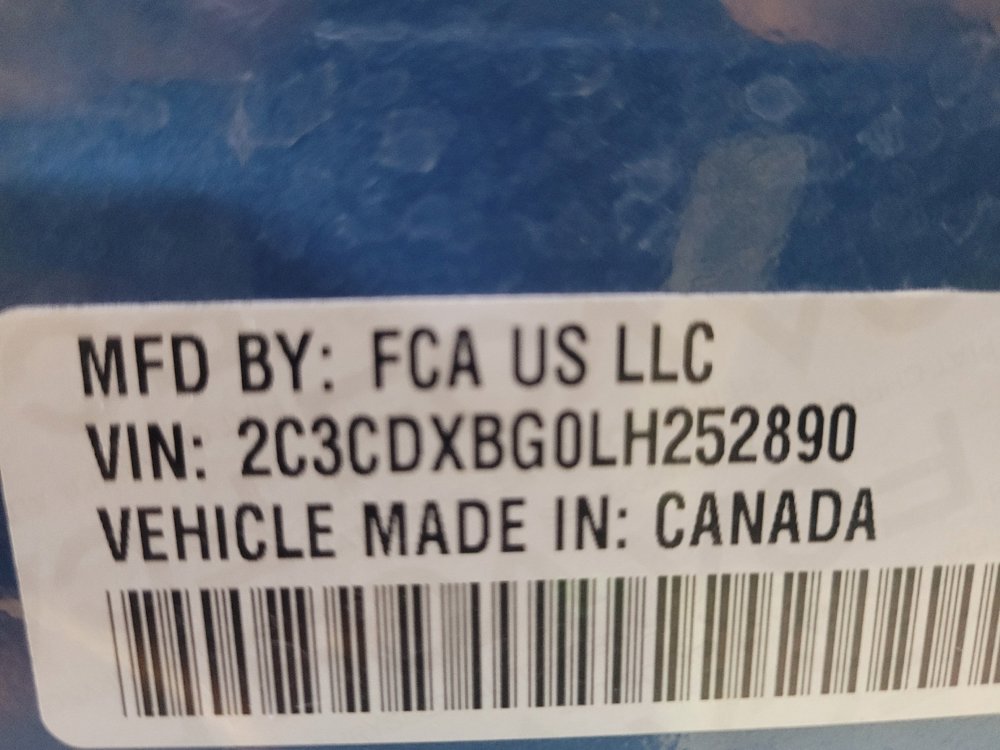 MFD BY: FCA US LLC
VIN: 2C3CDXBG0LH252890
VEHICLE MADE IN: CANADA